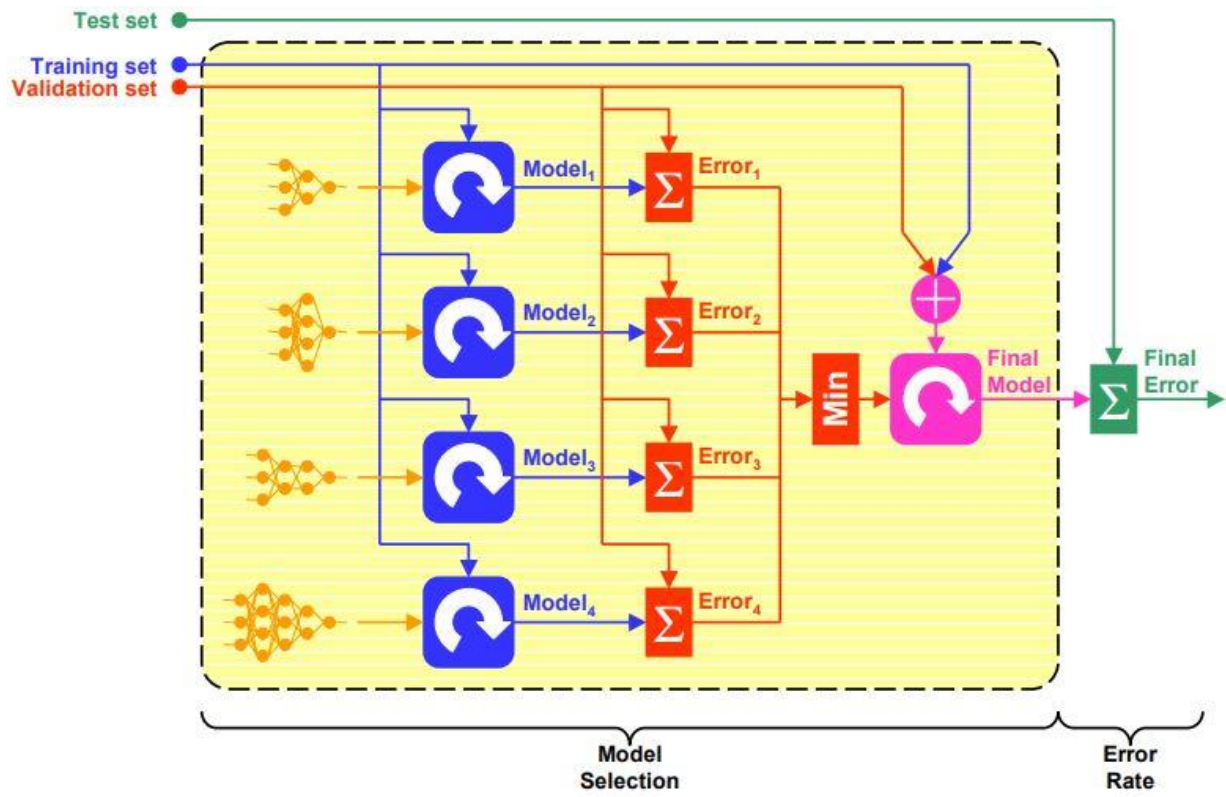 Test set
Training set
Validation set
Model₁
Σ
Error₁
Model₂
Σ
Error₂
Model₃
Σ
Error₃
Model₄
Σ
Error₄
Min
Final
Model
Σ
Final
Error
Model
Selection
Error
Rate